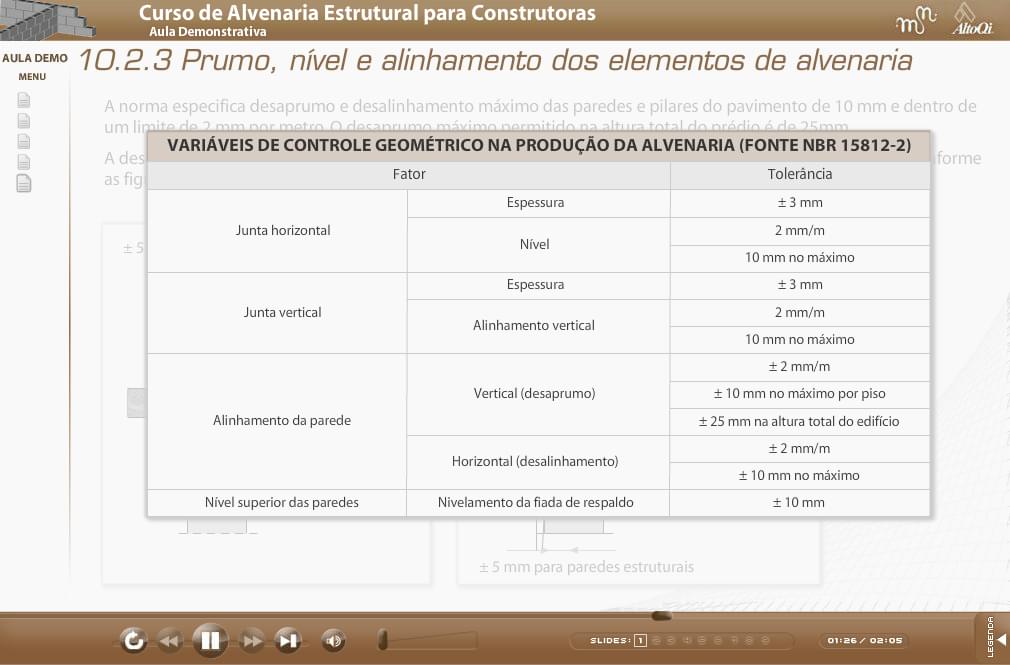 Curso de Alvenaria Estrutural para Construtoras
Aula Demonstrativa
AltoQi
AULA DEMO
MENU
10.2.3 Prumo, nível e alinhamento dos elementos de alvenaria
A norma especifica desaprumo e desalinhamento máximo das paredes e pilares do pavimento de 10 mm e dentro de
um limite de 2 mm por metro. O desaprumo máximo permitido na altura total do prédio é de 25mm.
VARIÁVEIS DE CONTROLE GEOMÉTRICO NA PRODUÇÃO DA ALVENARIA (FONTE NBR 15812-2)
Fator Tolerância
Junta horizontal
Espessura ± 3 mm
Nível
2 mm/m
10 mm no máximo
Junta vertical
Espessura ± 3 mm
Alinhamento vertical
2 mm/m
10 mm no máximo
Alinhamento da parede
Vertical (desaprumo)
± 2 mm/m
± 10 mm no máximo por piso
± 25 mm na altura total do edifício
Horizontal (desalinhamento)
± 2 mm/m
± 10 mm no máximo
Nível superior das paredes Nivelamento da fiada de respaldo ± 10 mm
± 5
± 5 mm para paredes estruturais
SLIDES: 1
01:26 / 02:05
LEGENDA